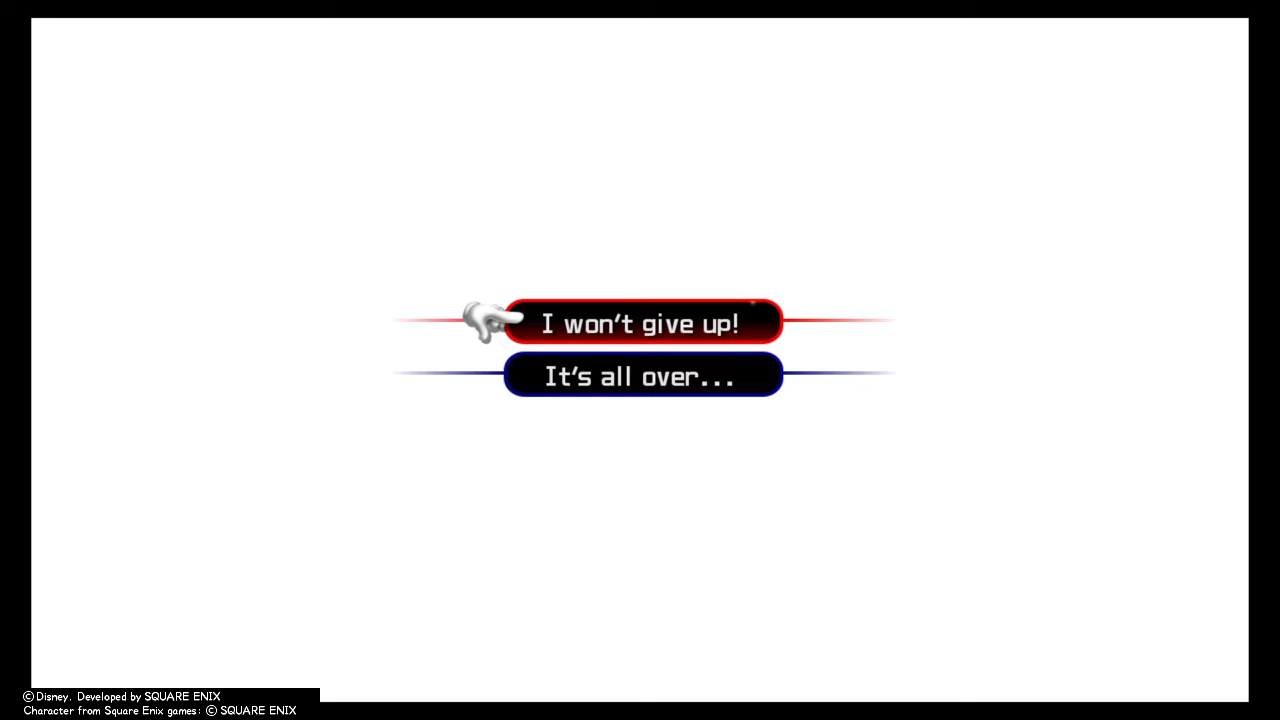 I won't give up!
It's all over...
© Disney. Developed by SQUARE ENIX
Character from Square Enix games: © SQUARE ENIX